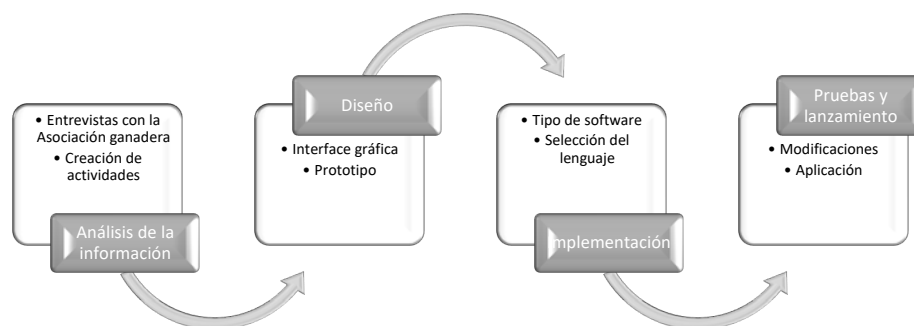 • Entrevistas con la
Asociación ganadera
• Creación de
actividades
Análisis de la
información
Diseño
• Interface gráfica
• Prototipo
• Tipo de software
• Selección del
lenguaje
Implementación
Pruebas y
lanzamiento
• Modificaciones
• Aplicación